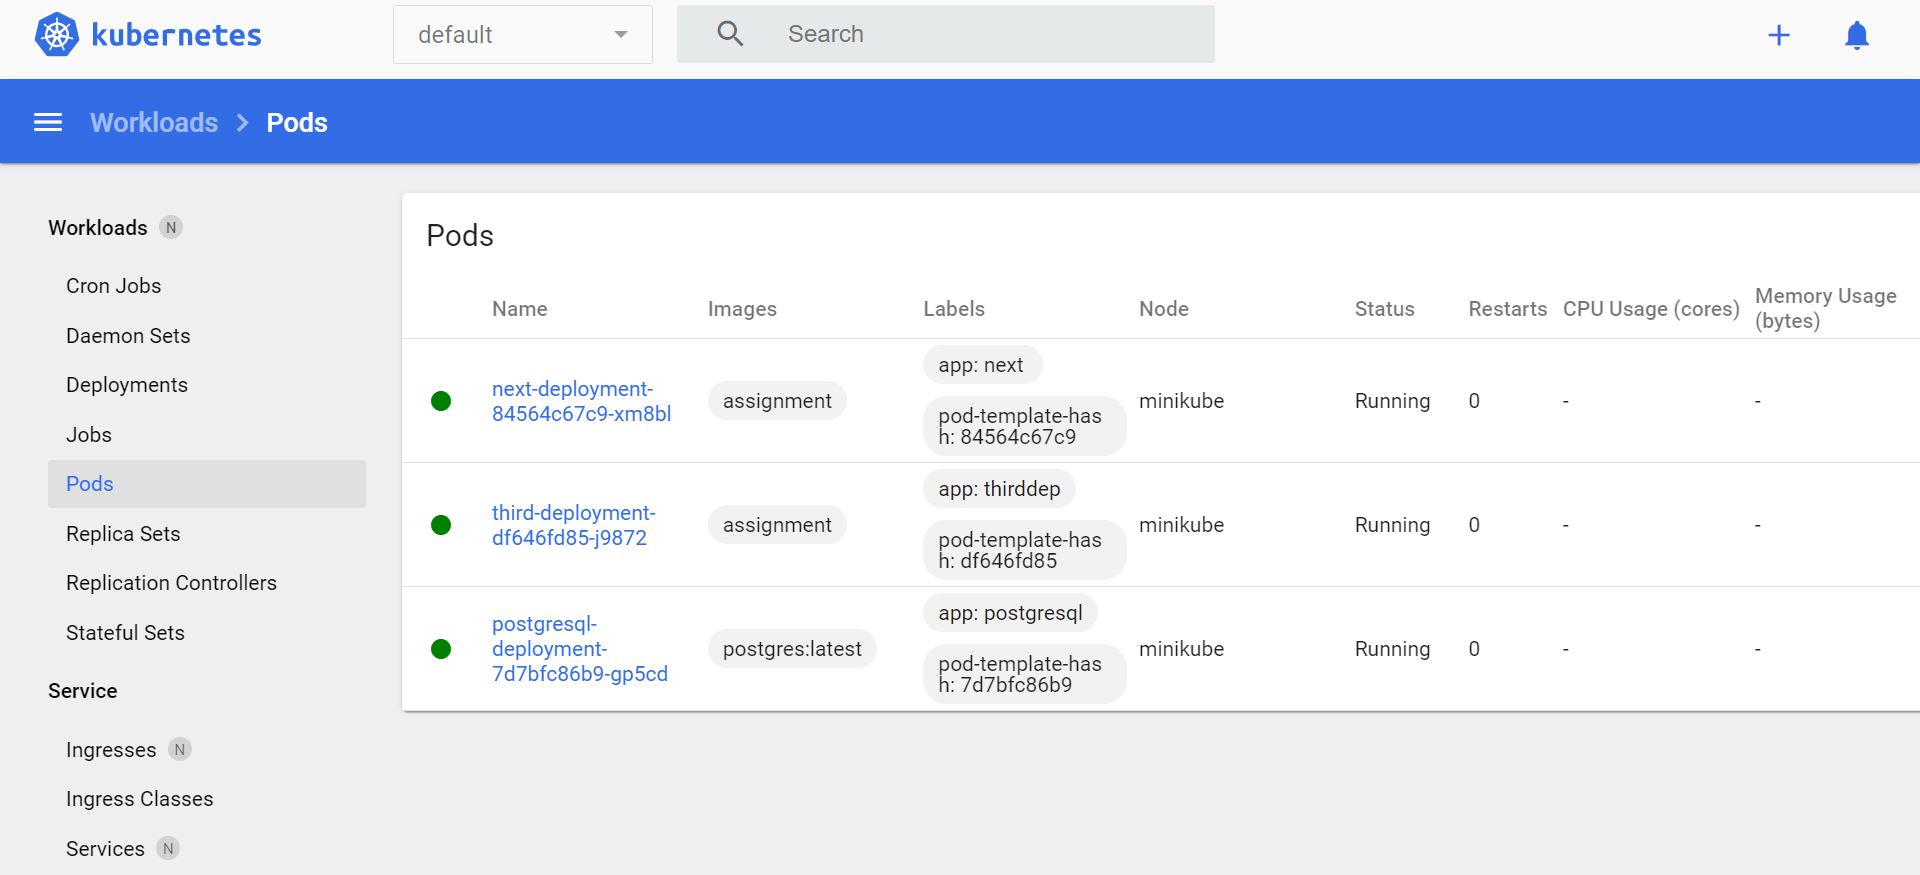 kubernetes
default
Search
Workloads > Pods
Workloads N
Cron Jobs
Daemon Sets
Deployments
Jobs
Pods
Replica Sets
Replication Controllers
Stateful Sets
Service
Ingresses N
Ingress Classes
Services N
Pods
Name Images Labels Node Status Restarts CPU Usage (cores) Memory Usage
(bytes)
app: next
next-deployment-
84564c67c9-xm8bl
assignment
pod-template-has
h: 84564c67c9
minikube Running 0 - -
app: thirddep
third-deployment-
df646fd85-j9872
assignment
pod-template-has
h: df646fd85
minikube Running 0 - -
app: postgresql
postgresql-
deployment-
7d7bfc86b9-gp5cd
postgres:latest
pod-template-has
h: 7d7bfc86b9
minikube Running 0 - -